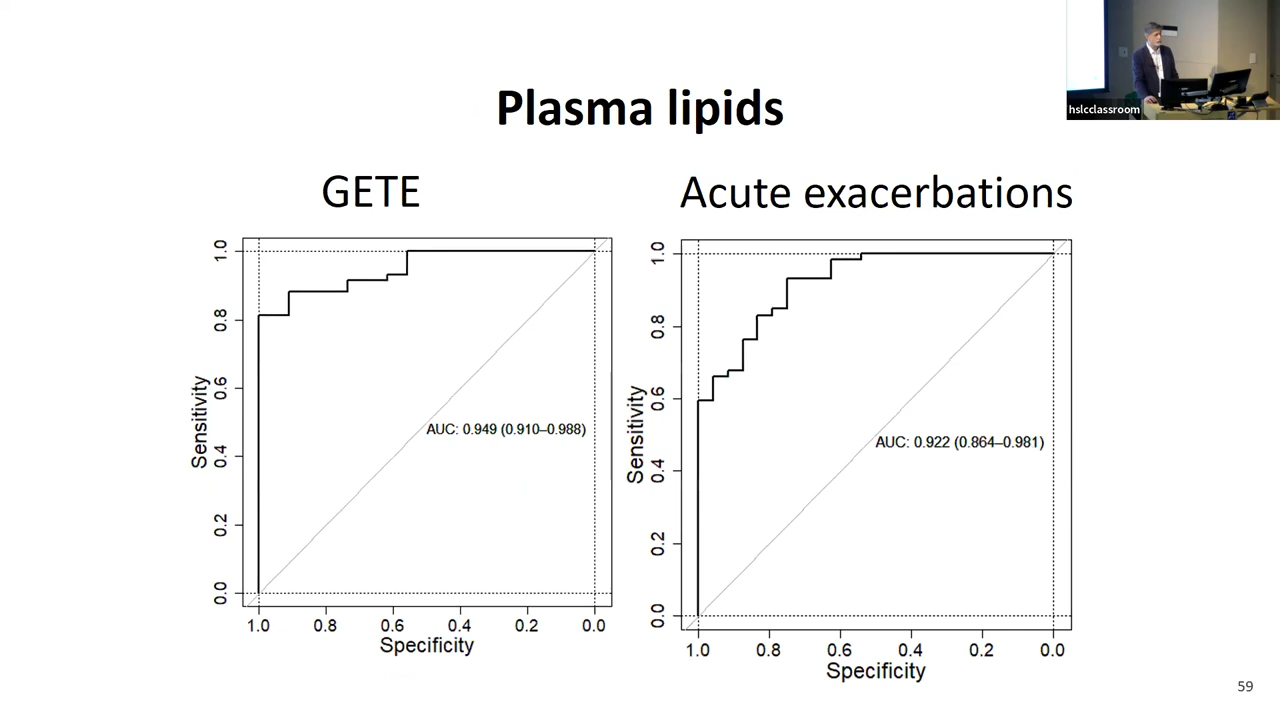 hslcclassroom
Plasma lipids
GETE
1.0
0.8
0.6
0.4
0.2
0.0
Sensitivity
AUC: 0.949 (0.910–0.988)
1.0 0.8 0.6 0.4 0.2 0.0
Specificity
Acute exacerbations
1.0
0.8
0.6
0.4
0.2
0.0
Sensitivity
AUC: 0.922 (0.864–0.981)
1.0 0.8 0.6 0.4 0.2 0.0
Specificity
59